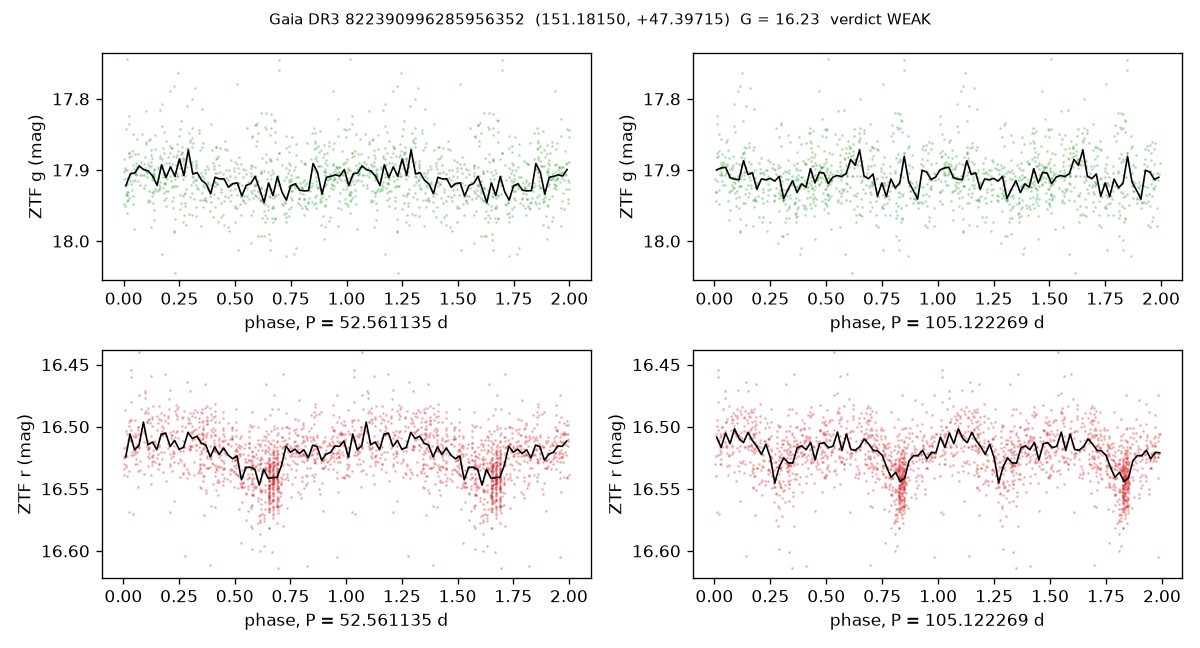 Gaia DR3 822390996285956352  (151.18150, +47.39715)  G = 16.23  verdict WEAK
ZTF g (mag)
17.8
17.9
18.0
0.00 0.25 0.50 0.75 1.00 1.25 1.50 1.75 2.00
phase, P = 52.561135 d
ZTF g (mag)
17.8
17.9
18.0
0.00 0.25 0.50 0.75 1.00 1.25 1.50 1.75 2.00
phase, P = 105.122269 d
ZTF r (mag)
16.45
16.50
16.55
16.60
0.00 0.25 0.50 0.75 1.00 1.25 1.50 1.75 2.00
phase, P = 52.561135 d
ZTF r (mag)
16.45
16.50
16.55
16.60
0.00 0.25 0.50 0.75 1.00 1.25 1.50 1.75 2.00
phase, P = 105.122269 d